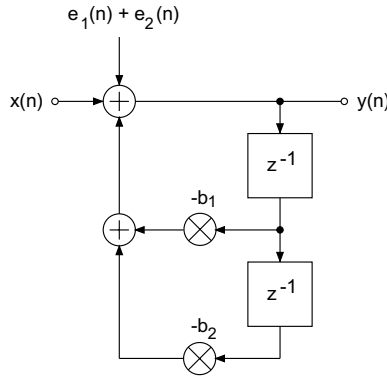 e₁(n) + e₂(n)
x(n) y(n)
z⁻¹
-b₁
z⁻¹
-b₂